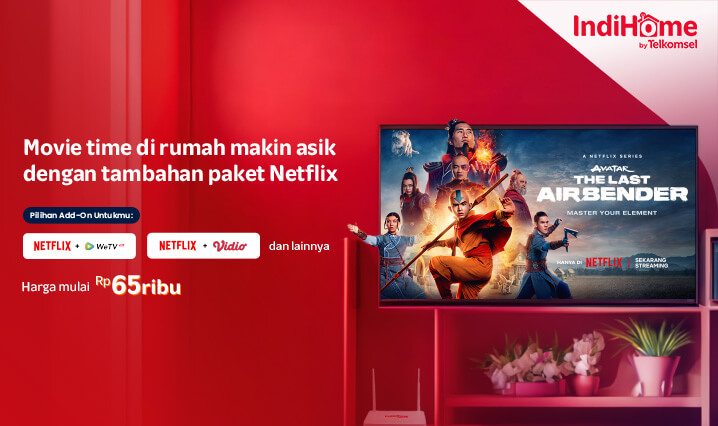 IndiHome
by Telkomsel
Movie time di rumah makin asik
dengan tambahan paket Netflix
Pilihan Add-On Untukmu:
NETFLIX + WeTV VIP
NETFLIX + Vidio
dan lainnya
Harga mulai Rp65ribu
A NETFLIX SERIES
AVATAR
THE LAST
AIRBENDER
MASTER YOUR ELEMENT
HANYA DI NETFLIX | SEKARANG
STREAMING
IndiHome